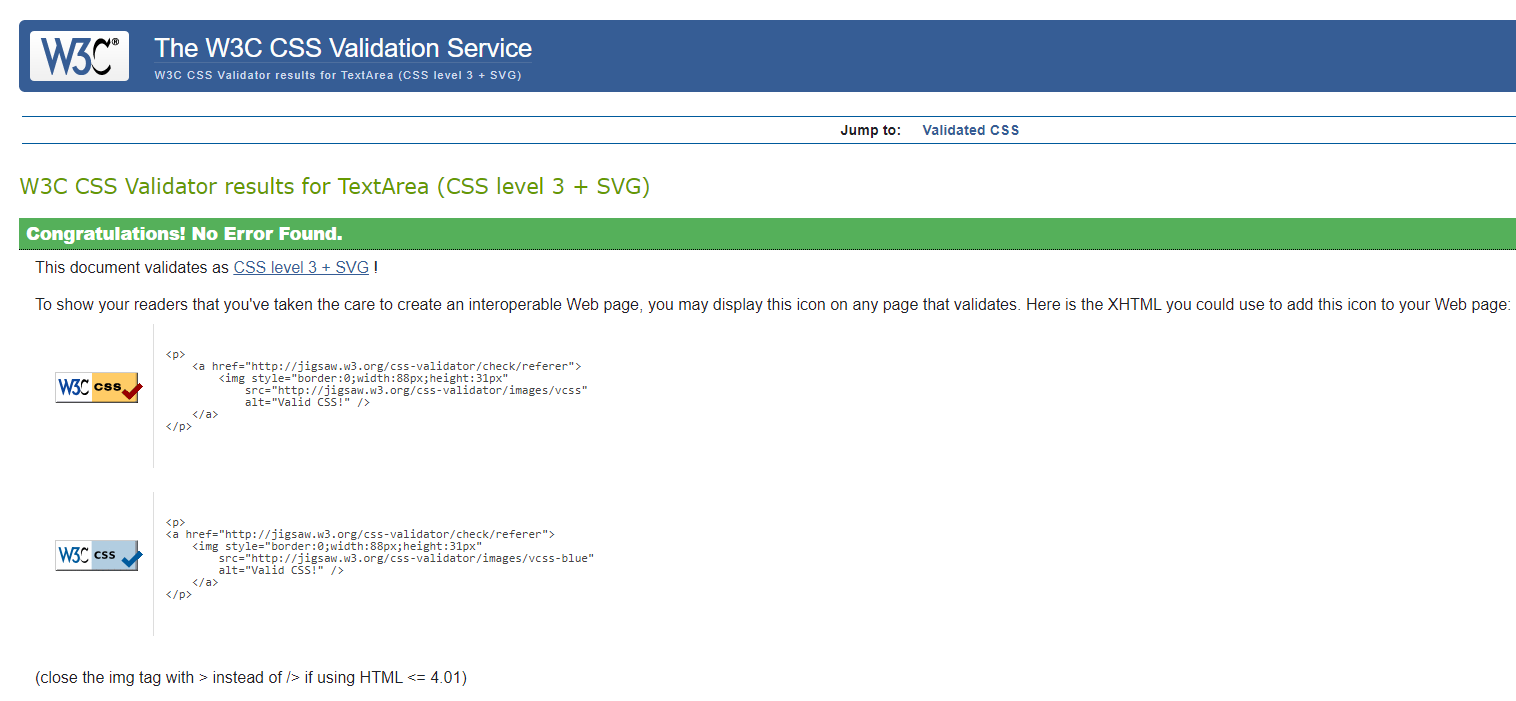 W3C® The W3C CSS Validation Service
W3C CSS Validator results for TextArea (CSS level 3 + SVG)
Jump to: Validated CSS
W3C CSS Validator results for TextArea (CSS level 3 + SVG)
Congratulations! No Error Found.
This document validates as CSS level 3 + SVG !
To show your readers that you've taken the care to create an interoperable Web page, you may display this icon on any page that validates. Here is the XHTML you could use to add this icon to your Web page:
<p>
<a href="http://jigsaw.w3.org/css-validator/check/referer">
<img style="border:0;width:88px;height:31px"
W3C css
src="http://jigsaw.w3.org/css-validator/images/vcss"
alt="Valid CSS!" />
</a>
</p>
<p>
<a href="http://jigsaw.w3.org/css-validator/check/referer">
<img style="border:0;width:88px;height:31px"
W3C css
src="http://jigsaw.w3.org/css-validator/images/vcss-blue"
alt="Valid CSS!" />
</a>
</p>
(close the img tag with > instead of /> if using HTML <= 4.01)